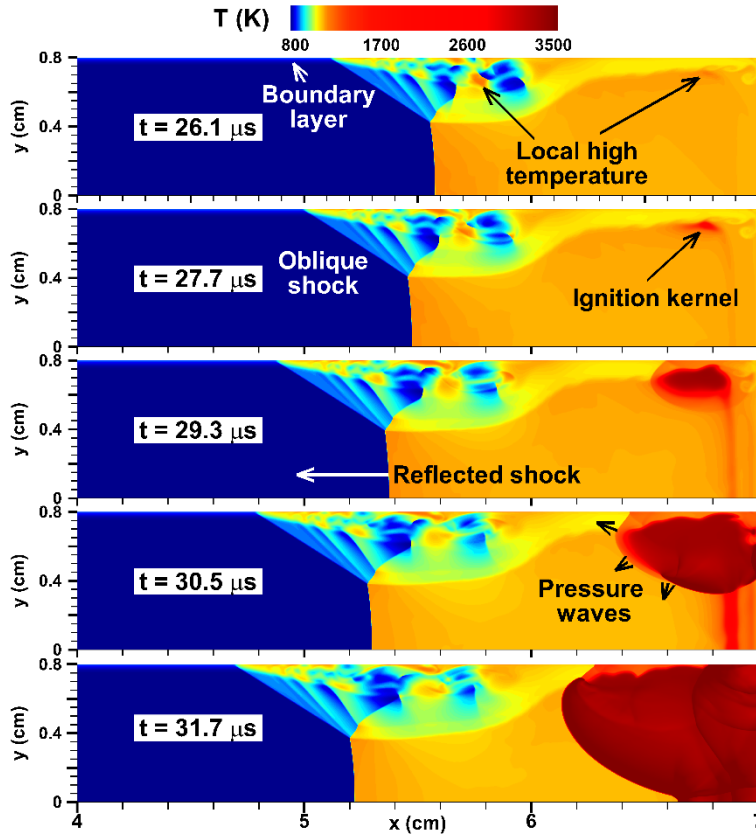 T (K)
800 1700 2600 3500
0.8
y (cm)
0.4
0
Boundary
layer
t = 26.1 μs
Local high
temperature
0.8
y (cm)
0.4
0
Oblique
shock
t = 27.7 μs
Ignition kernel
0.8
y (cm)
0.4
0
t = 29.3 μs
Reflected shock
0.8
y (cm)
0.4
0
t = 30.5 μs
Pressure
waves
0.8
y (cm)
0.4
0
t = 31.7 μs
4 5 6
x (cm)